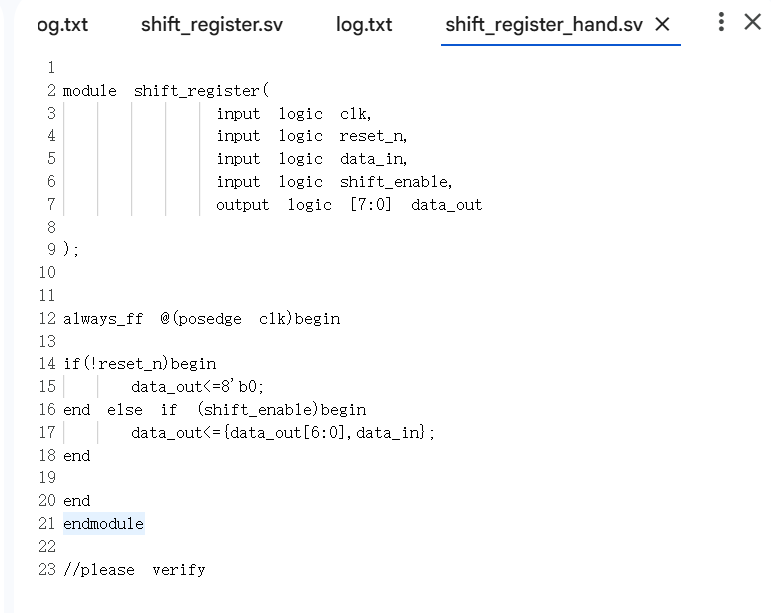 og.txt shift_register.sv log.txt shift_register_hand.sv
1
2 module shift_register(
3 input logic clk,
4 input logic reset_n,
5 input logic data_in,
6 input logic shift_enable,
7 output logic [7:0] data_out
8
9 );
10
11
12 always_ff @(posedge clk)begin
13
14 if(!reset_n)begin
15 data_out<=8'b0;
16 end else if (shift_enable)begin
17 data_out<={data_out[6:0],data_in};
18 end
19
20 end
21 endmodule
22
23 //please verify